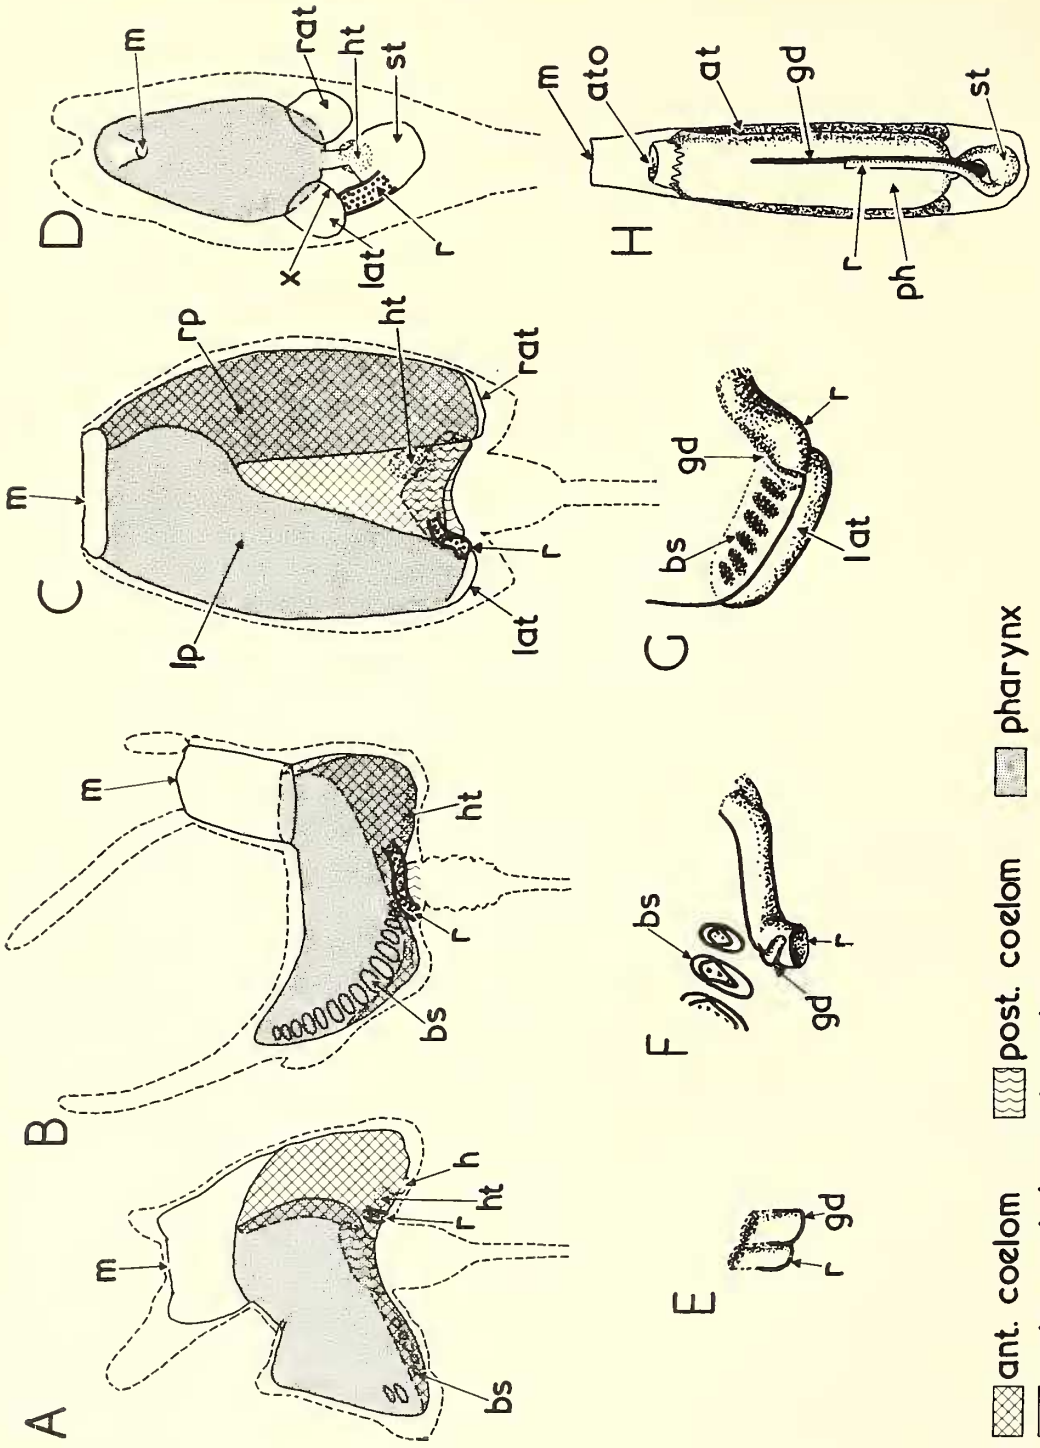 A
m
h
ht
r
bs
B
m
ht
r
bs
C
m
rp
ht
rat
r
lat
lp
D
m
rat
ht
st
r
lat
x
E
gd
r
F
bs
r
gd
G
gd
bs
r
lat
H
m
ato
at
gd
st
r
ph
ant. coelom
post. coelom
pharynx